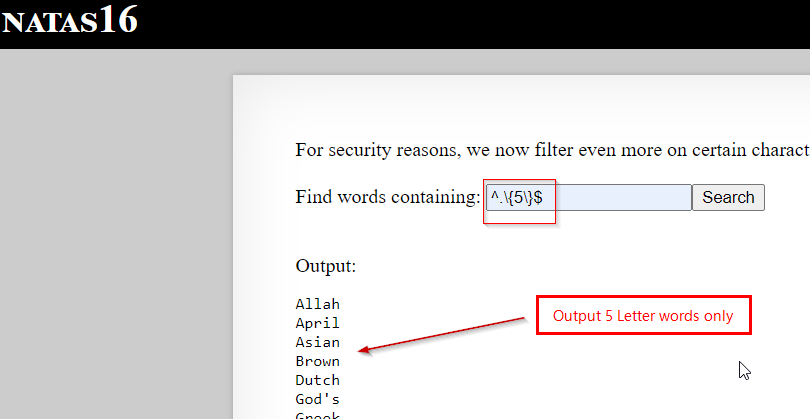 NATAS16
For security reasons, we now filter even more on certain charact
Find words containing: ^.\{5\}$ Search
Output:
Allah
April
Output 5 Letter words only
Asian
Brown
Dutch
God's
Greek